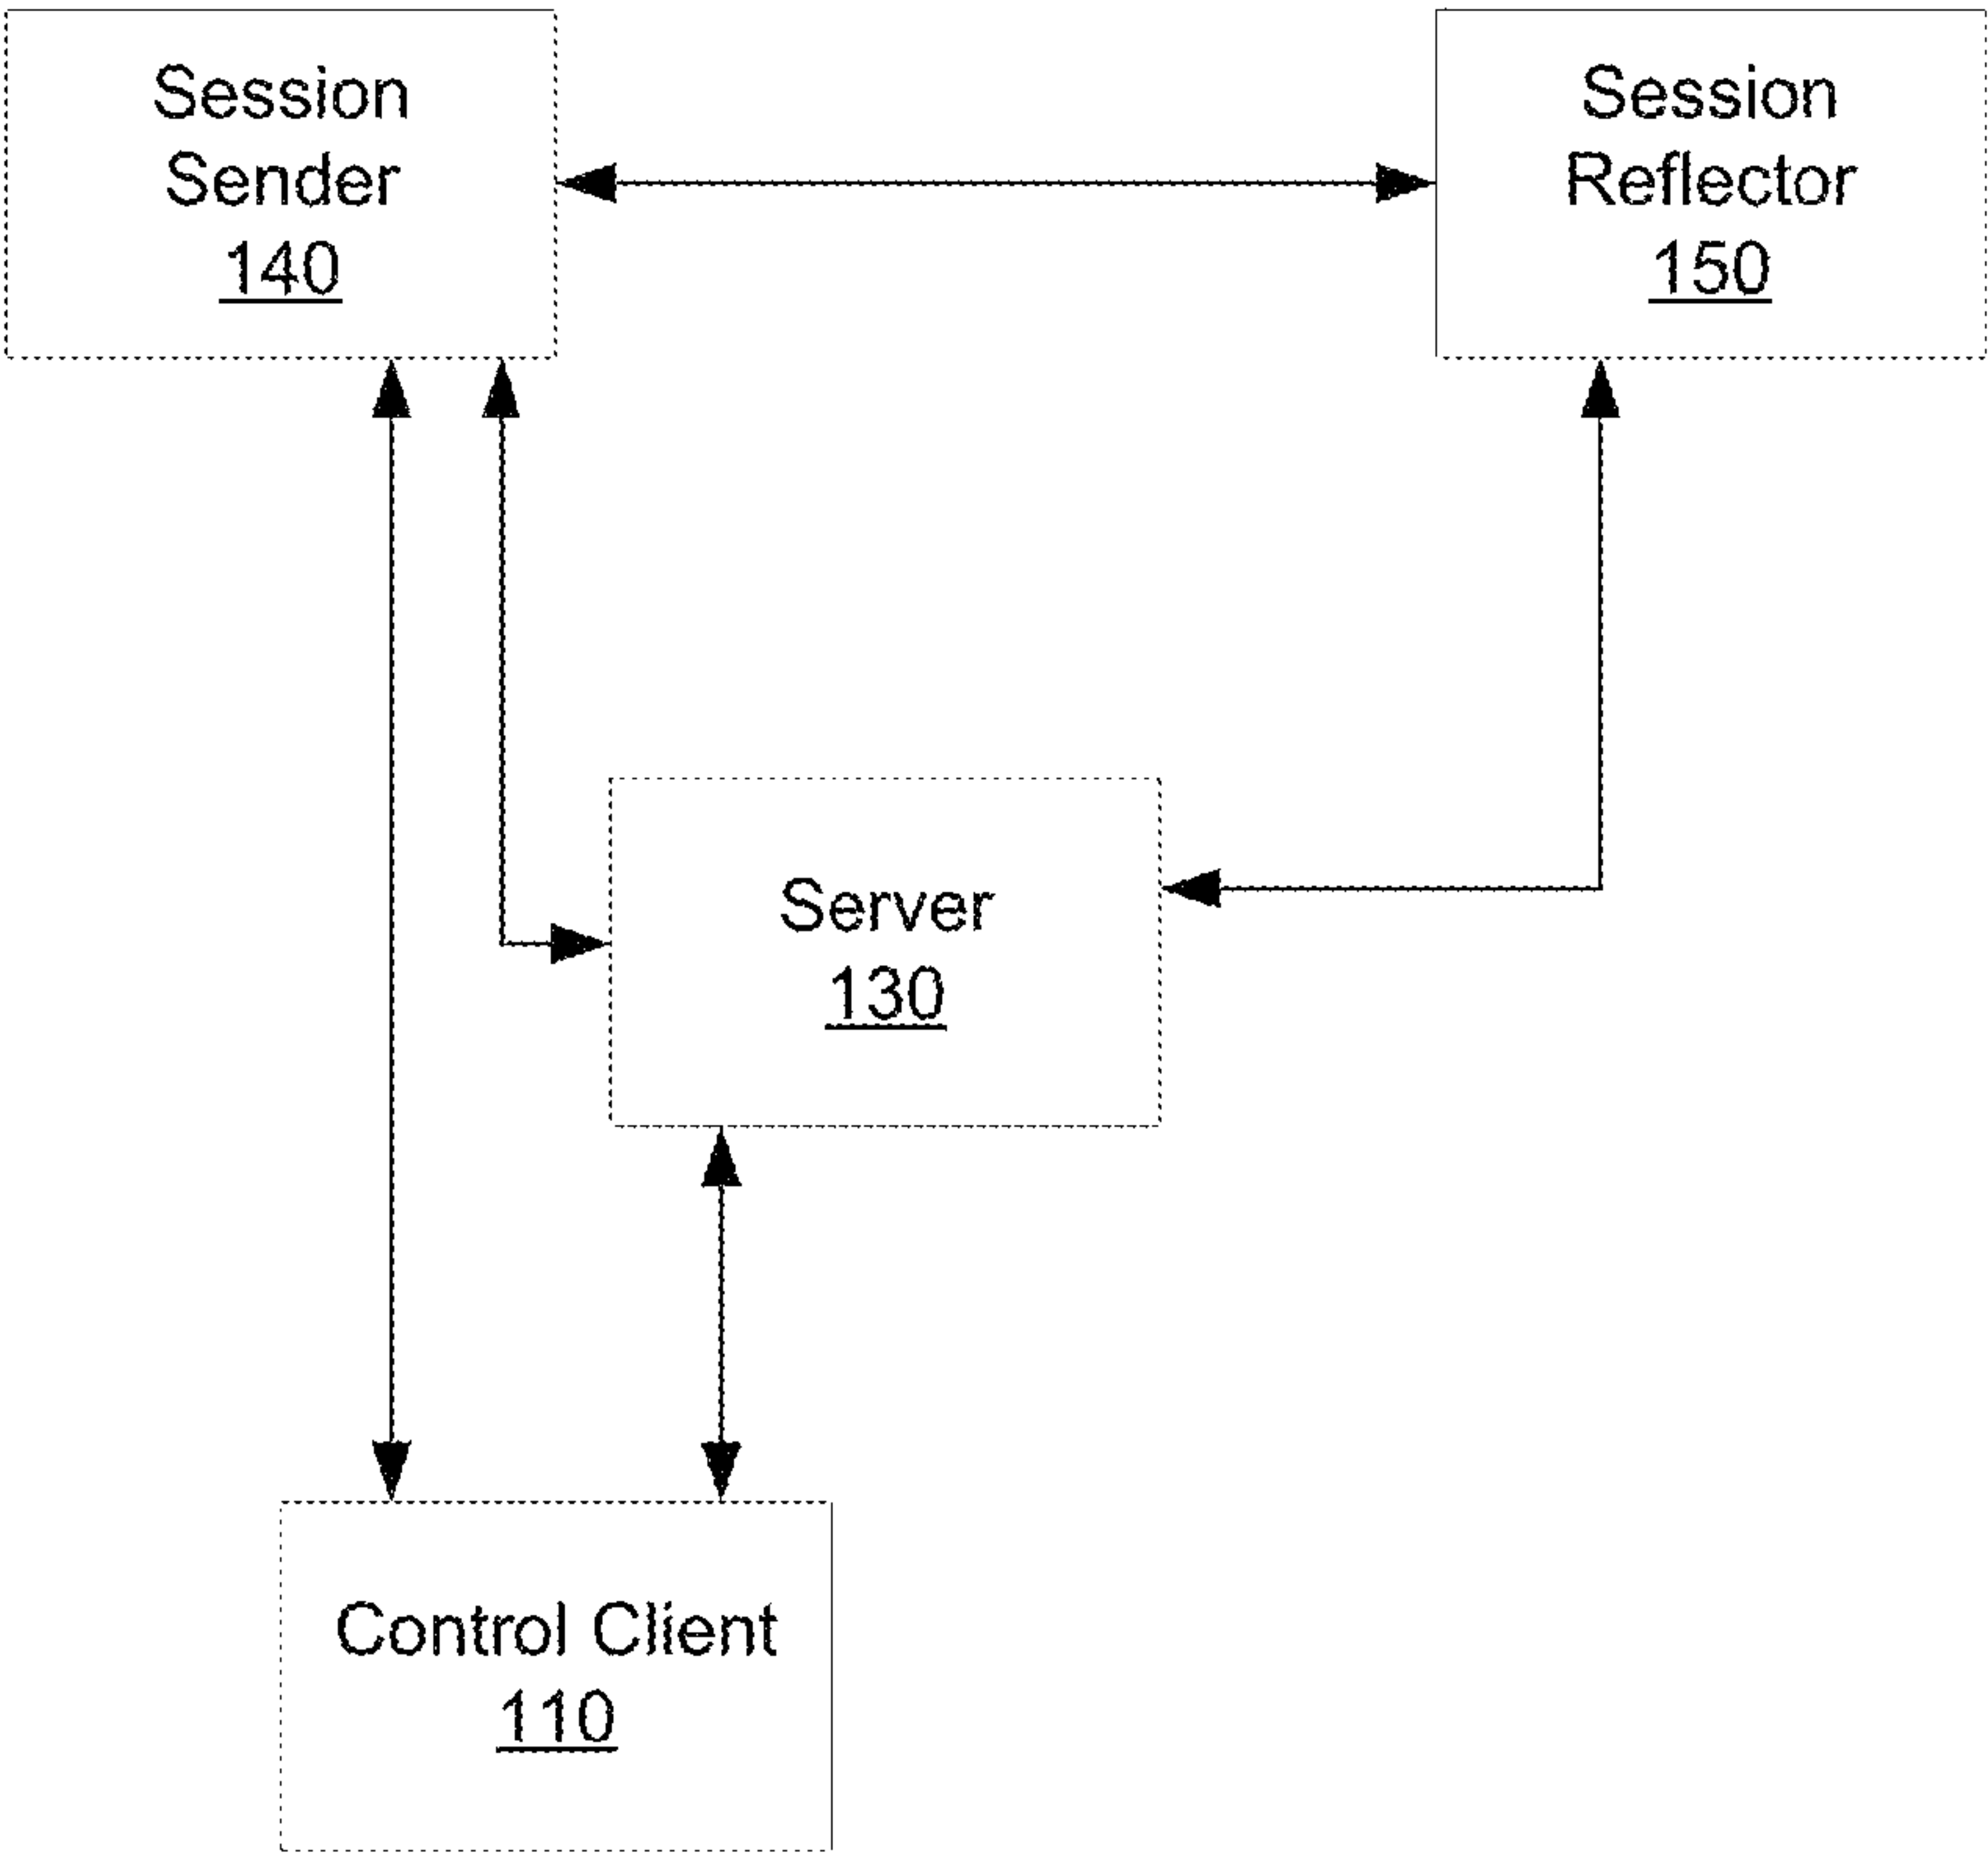 Session
Sender
140
Session
Reflector
150
Server
130
Control Client
110